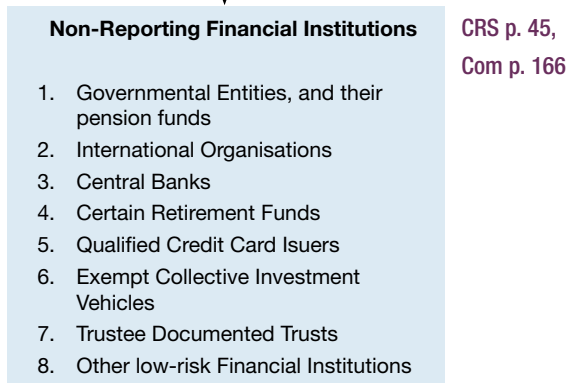 Non-Reporting Financial Institutions
CRS p. 45,
Com p. 166
1. Governmental Entities, and their
pension funds
2. International Organisations
3. Central Banks
4. Certain Retirement Funds
5. Qualified Credit Card Isuers
6. Exempt Collective Investment
Vehicles
7. Trustee Documented Trusts
8. Other low-risk Financial Institutions